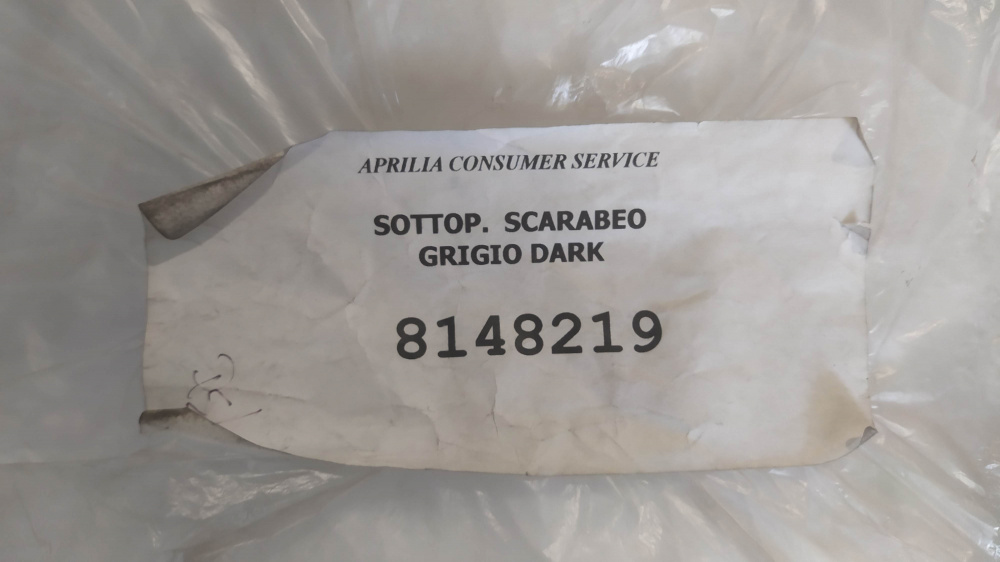 APRILIA CONSUMER SERVICE
SOTTOP. SCARABEO
GRIGIO DARK
8148219